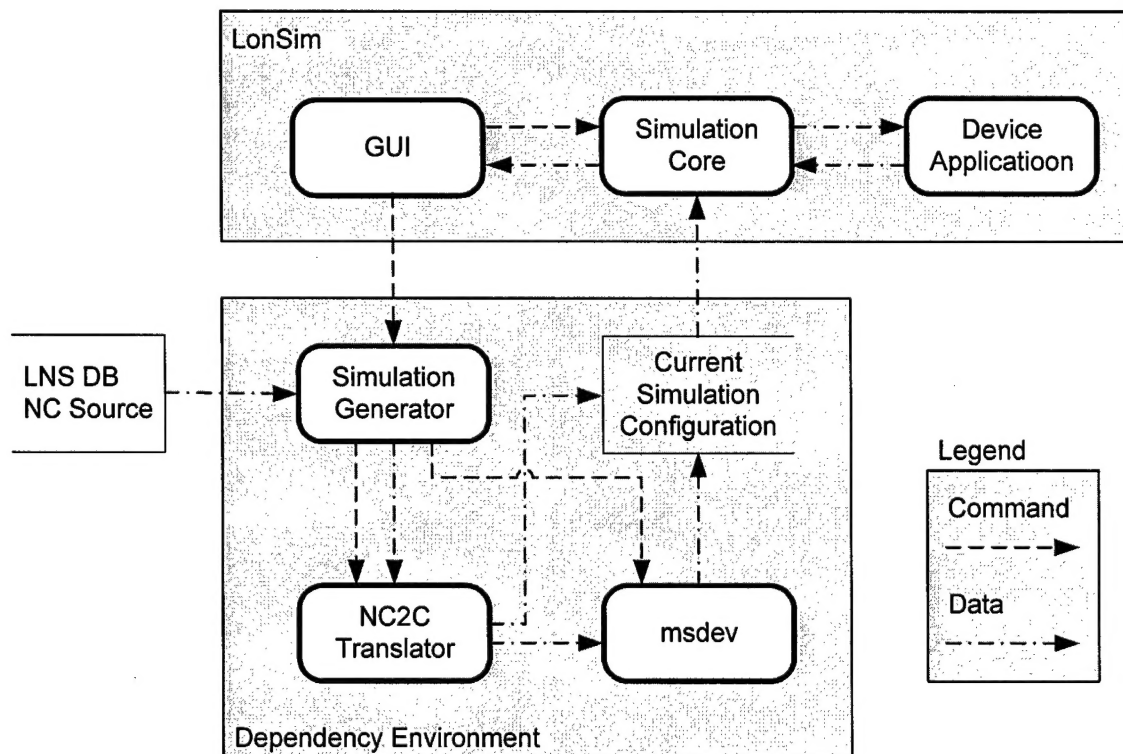 LonSim
GUI
Simulation
Core
Device
Applicatioon
LNS DB
NC Source
Simulation
Generator
Current
Simulation
Configuration
NC2C
Translator
msdev
Dependency Environment
Legend
Command
Data